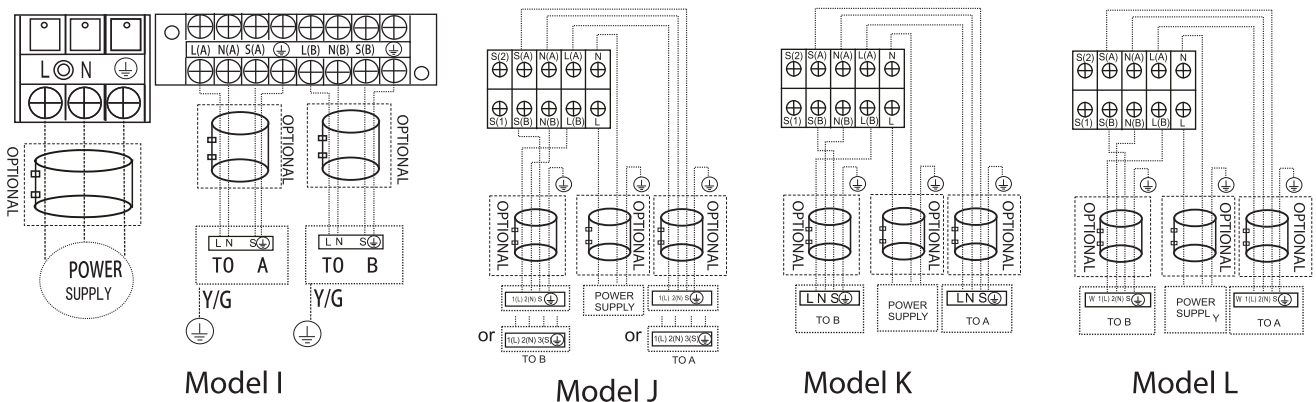 L N
L(A) N(A) S(A) L(B) N(B) S(B)
OPTIONAL
OPTIONAL
OPTIONAL
POWER
SUPPLY
L N S
TO A
Y/G
L N S
TO B
Y/G
Model I
S(2) S(A) N(A) L(A) N
S(1) S(B) N(B) L(B) L
OPTIONAL
OPTIONAL
OPTIONAL
1(L) 2(N) S
POWER
SUPPLY
1(L) 2(N) S
or
1(L) 2(N) 3(S)
TO B
or
1(L) 2(N) 3(S)
TO A
Model J
S(2) S(A) N(A) L(A) N
S(1) S(B) N(B) L(B) L
OPTIONAL
OPTIONAL
OPTIONAL
L N S
TO B
POWER
SUPPLY
L N S
TO A
Model K
S(2) S(A) N(A) L(A) N
S(1) S(B) N(B) L(B) L
OPTIONAL
OPTIONAL
OPTIONAL
W 1(L) 2(N) S
TO B
POWER
SUPPLY
W 1(L) 2(N) S
TO A
Model L